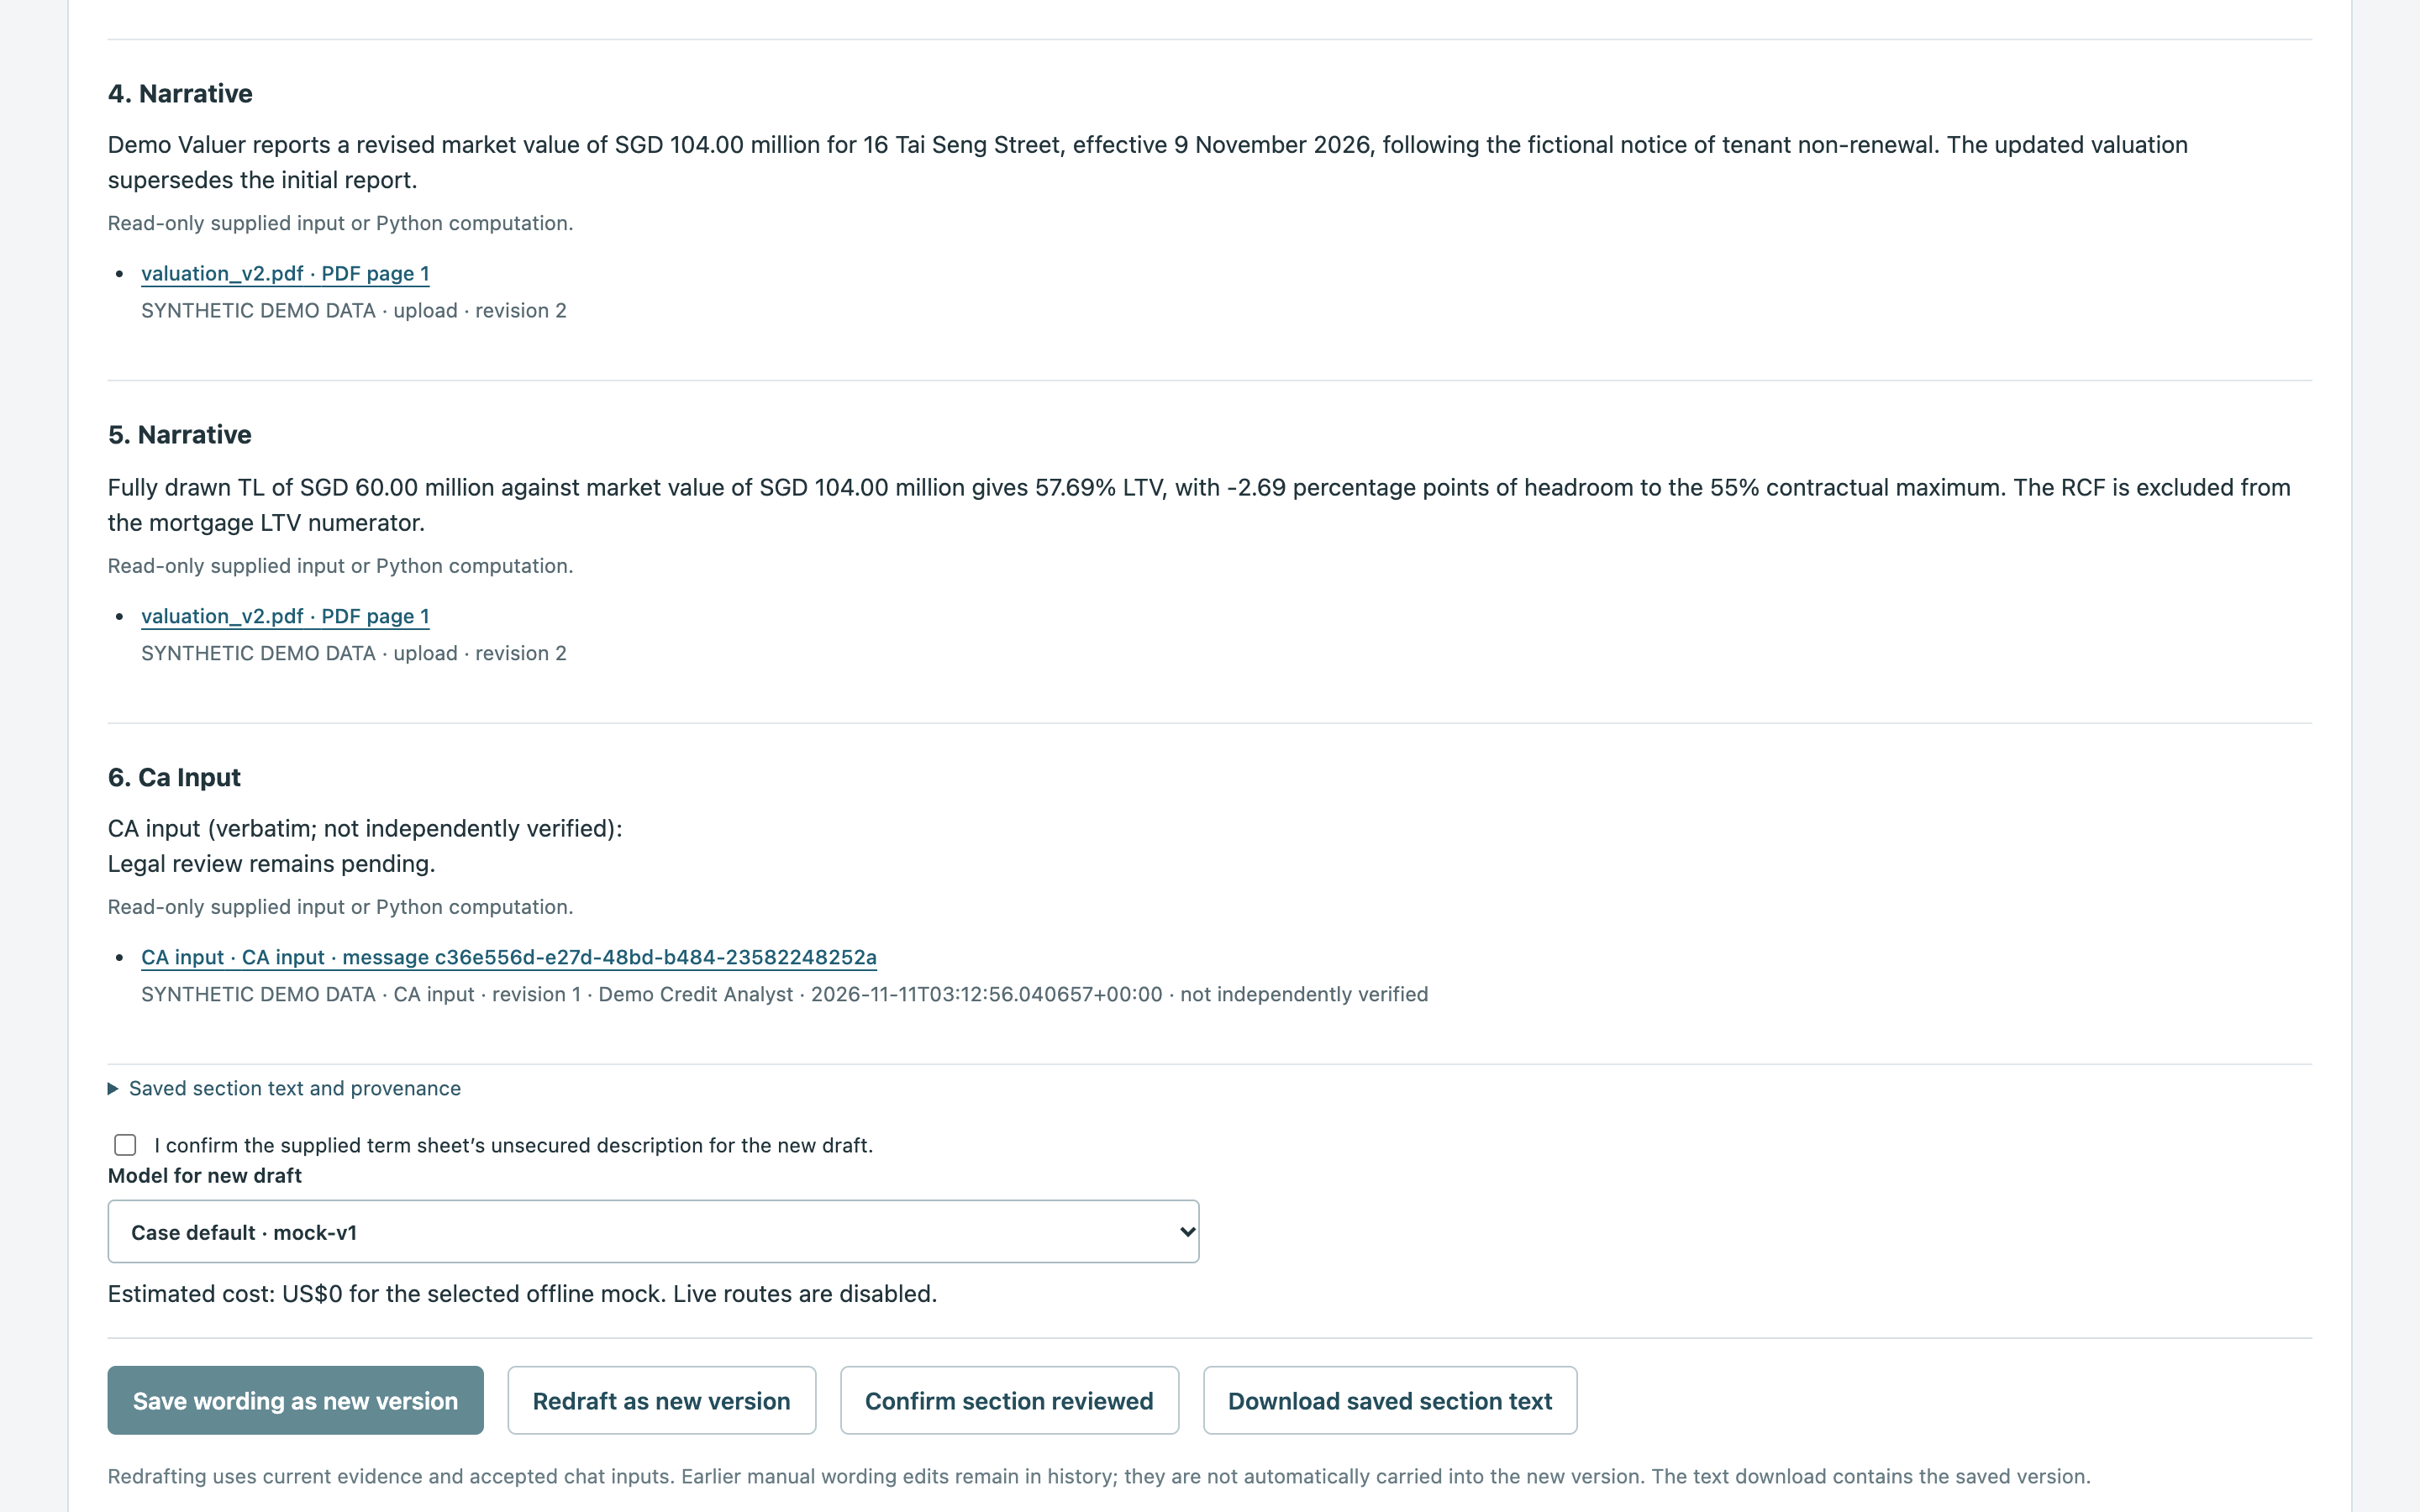 4. Narrative
Demo Valuer reports a revised market value of SGD 104.00 million for 16 Tai Seng Street, effective 9 November 2026, following the fictional notice of tenant non-renewal. The updated valuation
supersedes the initial report.
Read-only supplied input or Python computation.
• valuation_v2.pdf · PDF page 1
SYNTHETIC DEMO DATA · upload · revision 2
5. Narrative
Fully drawn TL of SGD 60.00 million against market value of SGD 104.00 million gives 57.69% LTV, with -2.69 percentage points of headroom to the 55% contractual maximum. The RCF is excluded from
the mortgage LTV numerator.
Read-only supplied input or Python computation.
• valuation_v2.pdf · PDF page 1
SYNTHETIC DEMO DATA · upload · revision 2
6. Ca Input
CA input (verbatim; not independently verified):
Legal review remains pending.
Read-only supplied input or Python computation.
• CA input · CA input · message c36e556d-e27d-48bd-b484-23582248252a
SYNTHETIC DEMO DATA · CA input · revision 1 · Demo Credit Analyst · 2026-11-11T03:12:56.040657+00:00 · not independently verified
▶ Saved section text and provenance
I confirm the supplied term sheet’s unsecured description for the new draft.
Model for new draft
Case default · mock-v1
Estimated cost: US$0 for the selected offline mock. Live routes are disabled.
Save wording as new version
Redraft as new version
Confirm section reviewed
Download saved section text
Redrafting uses current evidence and accepted chat inputs. Earlier manual wording edits remain in history; they are not automatically carried into the new version. The text download contains the saved version.